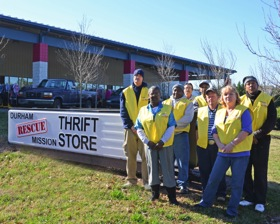 DURHAM
RESCUE
MISSION
THRIFT
STORE